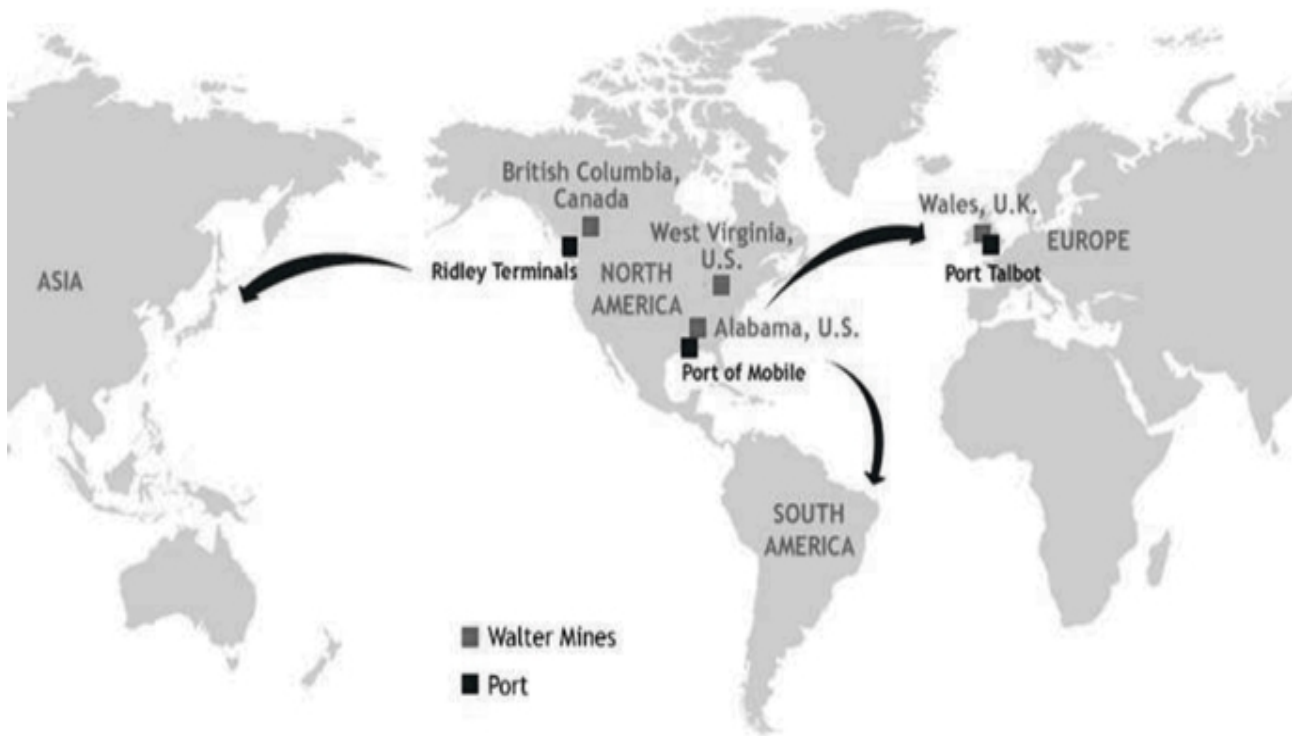 British Columbia,
Canada
Wales, U.K.
West Virginia,
U.S.
EUROPE
ASIA
Ridley Terminals
NORTH
AMERICA
Port Talbot
Alabama, U.S.
Port of Mobile
SOUTH
AMERICA
Walter Mines
Port